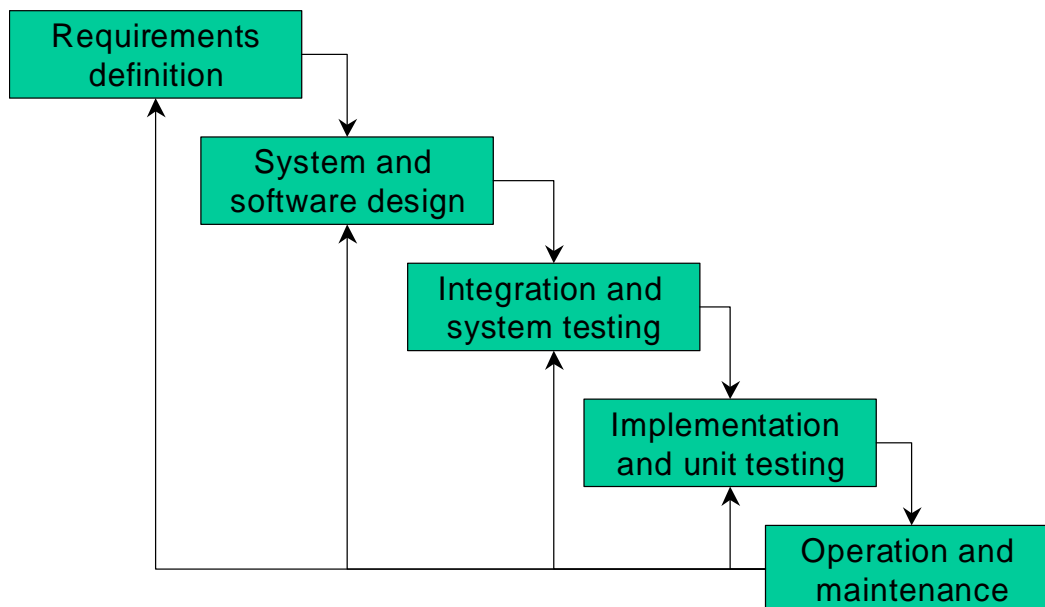 Requirements
definition
System and
software design
Integration and
system testing
Implementation
and unit testing
Operation and
maintenance